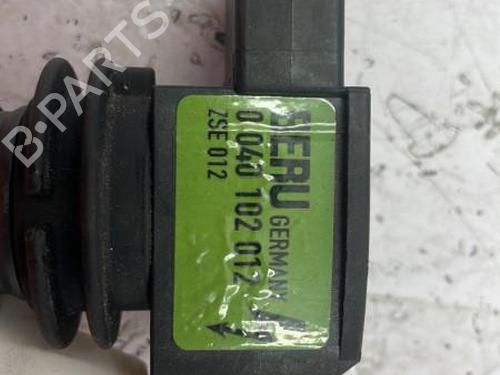 BERU GERMANY
0 040 102 012
ZSE 012
B-PARTS